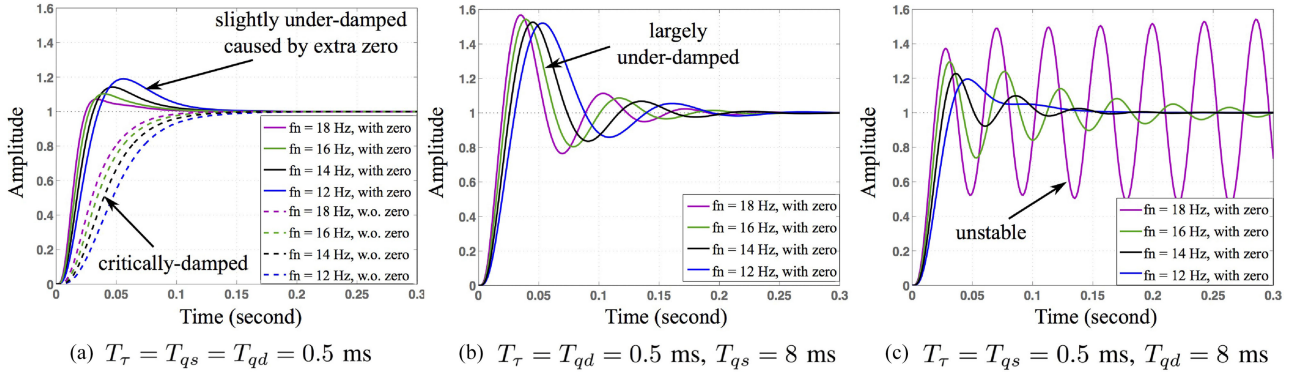 slightly under-damped
caused by extra zero
critically-damped
Amplitude
1.6
1.4
1.2
1.0
0.8
0.6
0.4
0.2
0
0 0.05 0.1 0.15 0.2 0.25 0.3
Time (second)
fn = 18 Hz, with zero
fn = 16 Hz, with zero
fn = 14 Hz, with zero
fn = 12 Hz, with zero
fn = 18 Hz, w.o. zero
fn = 16 Hz, w.o. zero
fn = 14 Hz, w.o. zero
fn = 12 Hz, w.o. zero
(a) T_τ = T_qs = T_qd = 0.5 ms
largely
under-damped
Amplitude
1.6
1.4
1.2
1
0.8
0.6
0.4
0.2
0
0 0.05 0.1 0.15 0.2 0.25 0.3
Time (second)
fn = 18 Hz, with zero
fn = 16 Hz, with zero
fn = 14 Hz, with zero
fn = 12 Hz, with zero
(b) T_τ = T_qd = 0.5 ms, T_qs = 8 ms
unstable
Amplitude
1.6
1.4
1.2
1
0.8
0.6
0.4
0.2
0
0 0.05 0.1 0.15 0.2 0.25 0.3
Time (second)
fn = 18 Hz, with zero
fn = 16 Hz, with zero
fn = 14 Hz, with zero
fn = 12 Hz, with zero
(c) T_τ = T_qs = 0.5 ms, T_qd = 8 ms